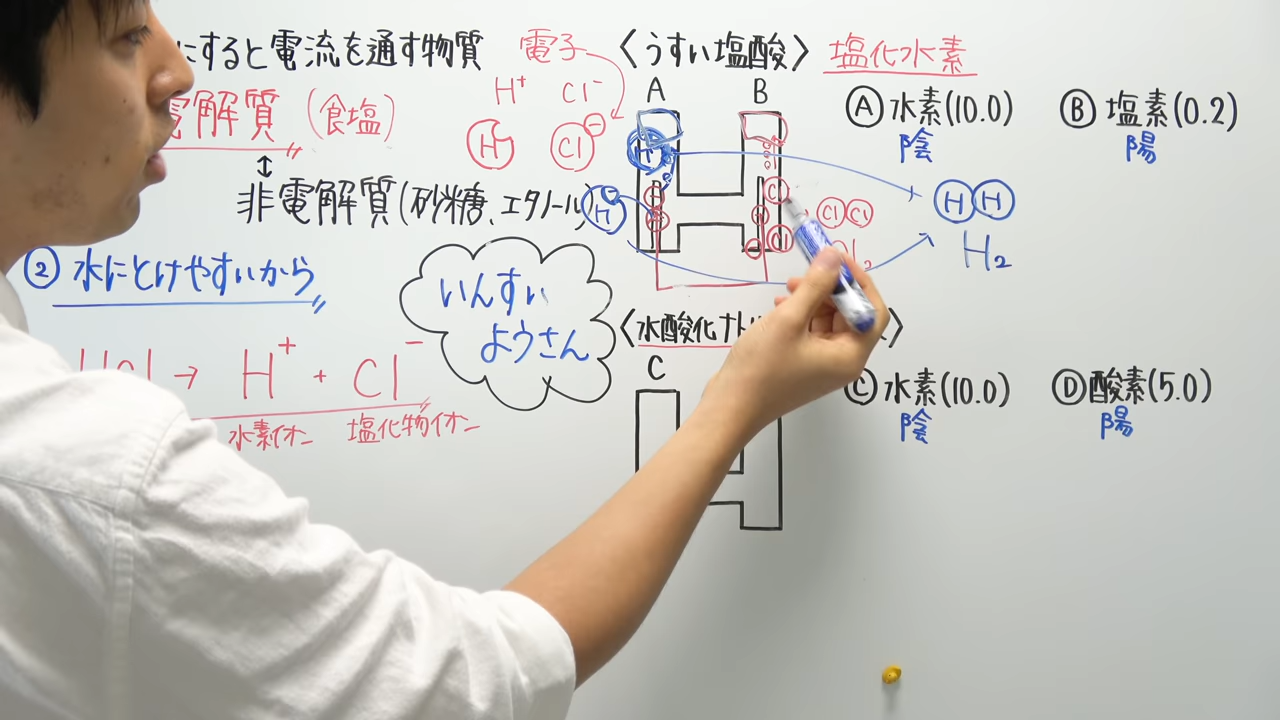 にすると電流を通す物質
電解質 (食塩)
↕
非電解質(砂糖、エタノール)
② 水にとけやすいから
HCl → H⁺ + Cl⁻
水素イオン 塩化物イオン
いんすい
ようさん
電子
H⁺ Cl⁻
H Cl⁻
〈うすい塩酸〉 塩化水素
A B
H
H
Cl
Cl
Cl Cl
Ⓐ 水素(10.0) Ⓑ 塩素(0.2)
陰 陽
H H
H₂
〈水酸化ナト
C
Ⓒ 水素(10.0) Ⓓ 酸素(5.0)
陰 陽